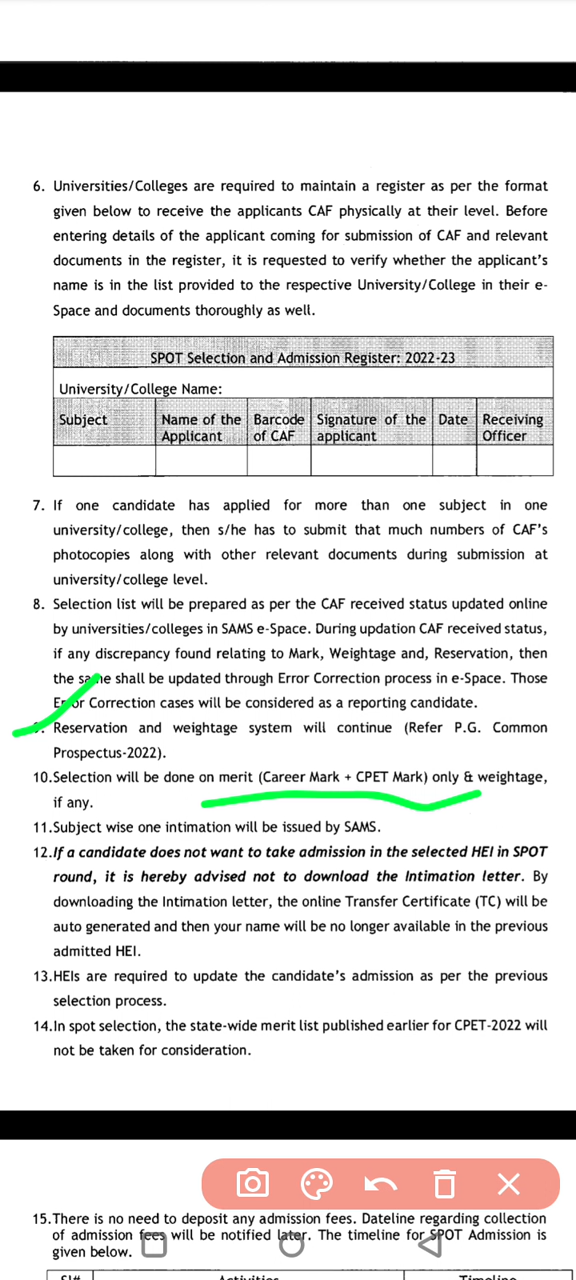 6. Universities/Colleges are required to maintain a register as per the format
given below to receive the applicants CAF physically at their level. Before
entering details of the applicant coming for submission of CAF and relevant
documents in the register, it is requested to verify whether the applicant's
name is in the list provided to the respective University/College in their e-
Space and documents thoroughly as well.
SPOT Selection and Admission Register: 2022-23
University/College Name:
Subject Name of the Barcode Signature of the Date Receiving
Applicant of CAF applicant Officer
7. If one candidate has applied for more than one subject in one
university/college, then s/he has to submit that much numbers of CAF's
photocopies along with other relevant documents during submission at
university/college level.
8. Selection list will be prepared as per the CAF received status updated online
by universities/colleges in SAMS e-Space. During updation CAF received status,
if any discrepancy found relating to Mark, Weightage and, Reservation, then
the same shall be updated through Error Correction process in e-Space. Those
Error Correction cases will be considered as a reporting candidate.
9. Reservation and weightage system will continue (Refer P.G. Common
Prospectus-2022).
10.Selection will be done on merit (Career Mark + CPET Mark) only & weightage,
if any.
11.Subject wise one intimation will be issued by SAMS.
12.If a candidate does not want to take admission in the selected HEI in SPOT
round, it is hereby advised not to download the Intimation letter. By
downloading the Intimation letter, the online Transfer Certificate (TC) will be
auto generated and then your name will be no longer available in the previous
admitted HEI.
13.HEIs are required to update the candidate's admission as per the previous
selection process.
14.In spot selection, the state-wide merit list published earlier for CPET-2022 will
not be taken for consideration.
15.There is no need to deposit any admission fees. Dateline regarding collection
of admission fees will be notified later. The timeline for SPOT Admission is
given below.
Sl# Activities Timeline